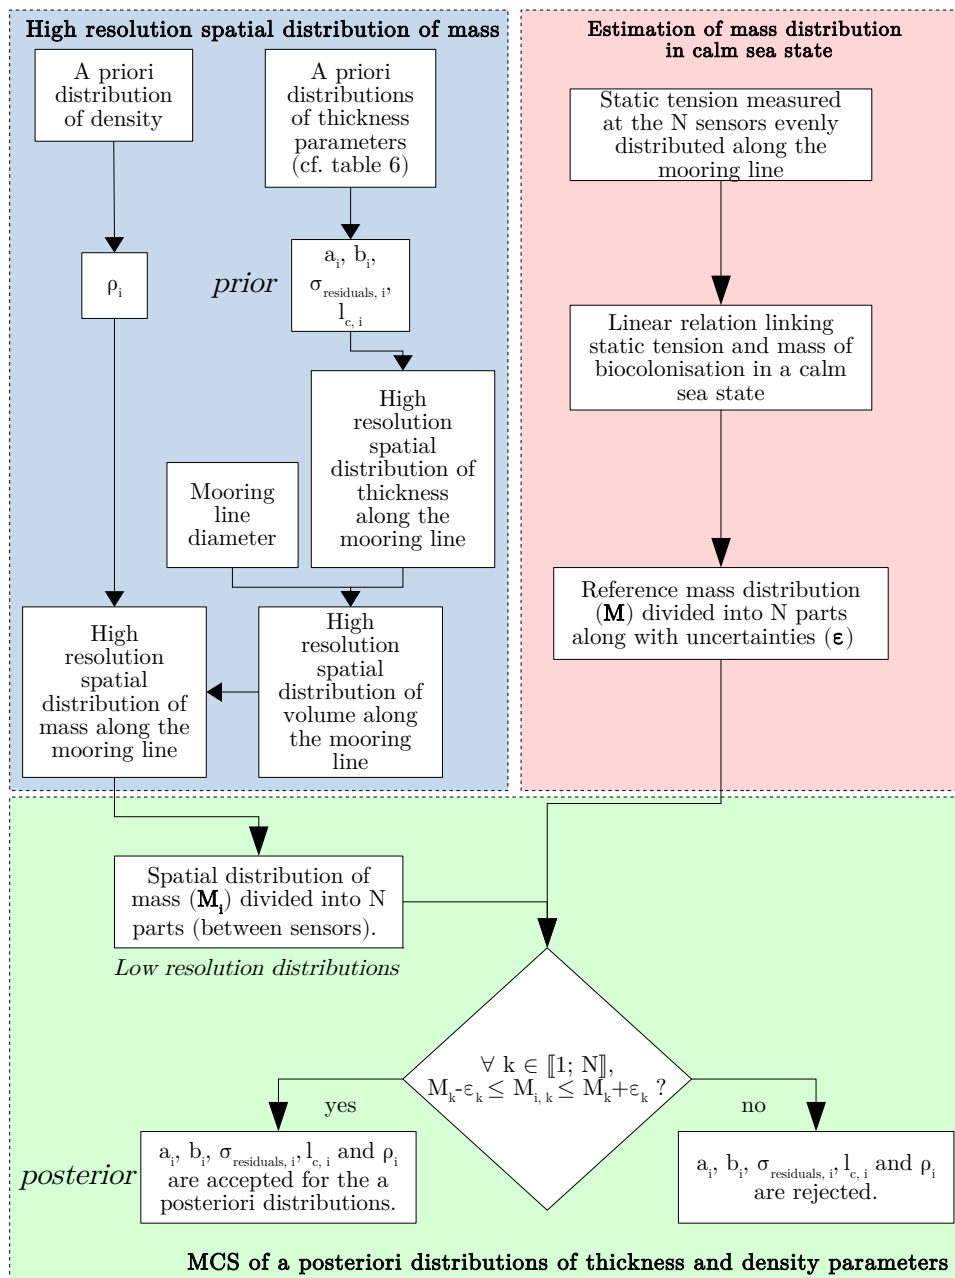 High resolution spatial distribution of mass
A priori
distribution
of density
A priori
distributions
of thickness
parameters
(cf. table 6)
ρi
prior
ai, bi,
σresiduals, i,
lc, i
High
resolution
spatial
distribution of
thickness
along the
mooring line
Mooring
line
diameter
High
resolution
spatial
distribution of
mass along the
mooring line
High
resolution
spatial
distribution of
volume along
the mooring
line
Estimation of mass distribution
in calm sea state
Static tension measured
at the N sensors evenly
distributed along the
mooring line
Linear relation linking
static tension and mass of
biocolonisation in a calm
sea state
Reference mass distribution
(M) divided into N parts
along with uncertainties (ε)
Spatial distribution of
mass (Mi) divided into N
parts (between sensors).
Low resolution distributions
∀ k ∈ ⟦1; N⟧,
Mk-εk ≤ Mi, k ≤ Mk+εk ?
yes
no
posterior
ai, bi, σresiduals, i, lc, i and ρi
are accepted for the a
posteriori distributions.
ai, bi, σresiduals, i, lc, i and ρi
are rejected.
MCS of a posteriori distributions of thickness and density parameters